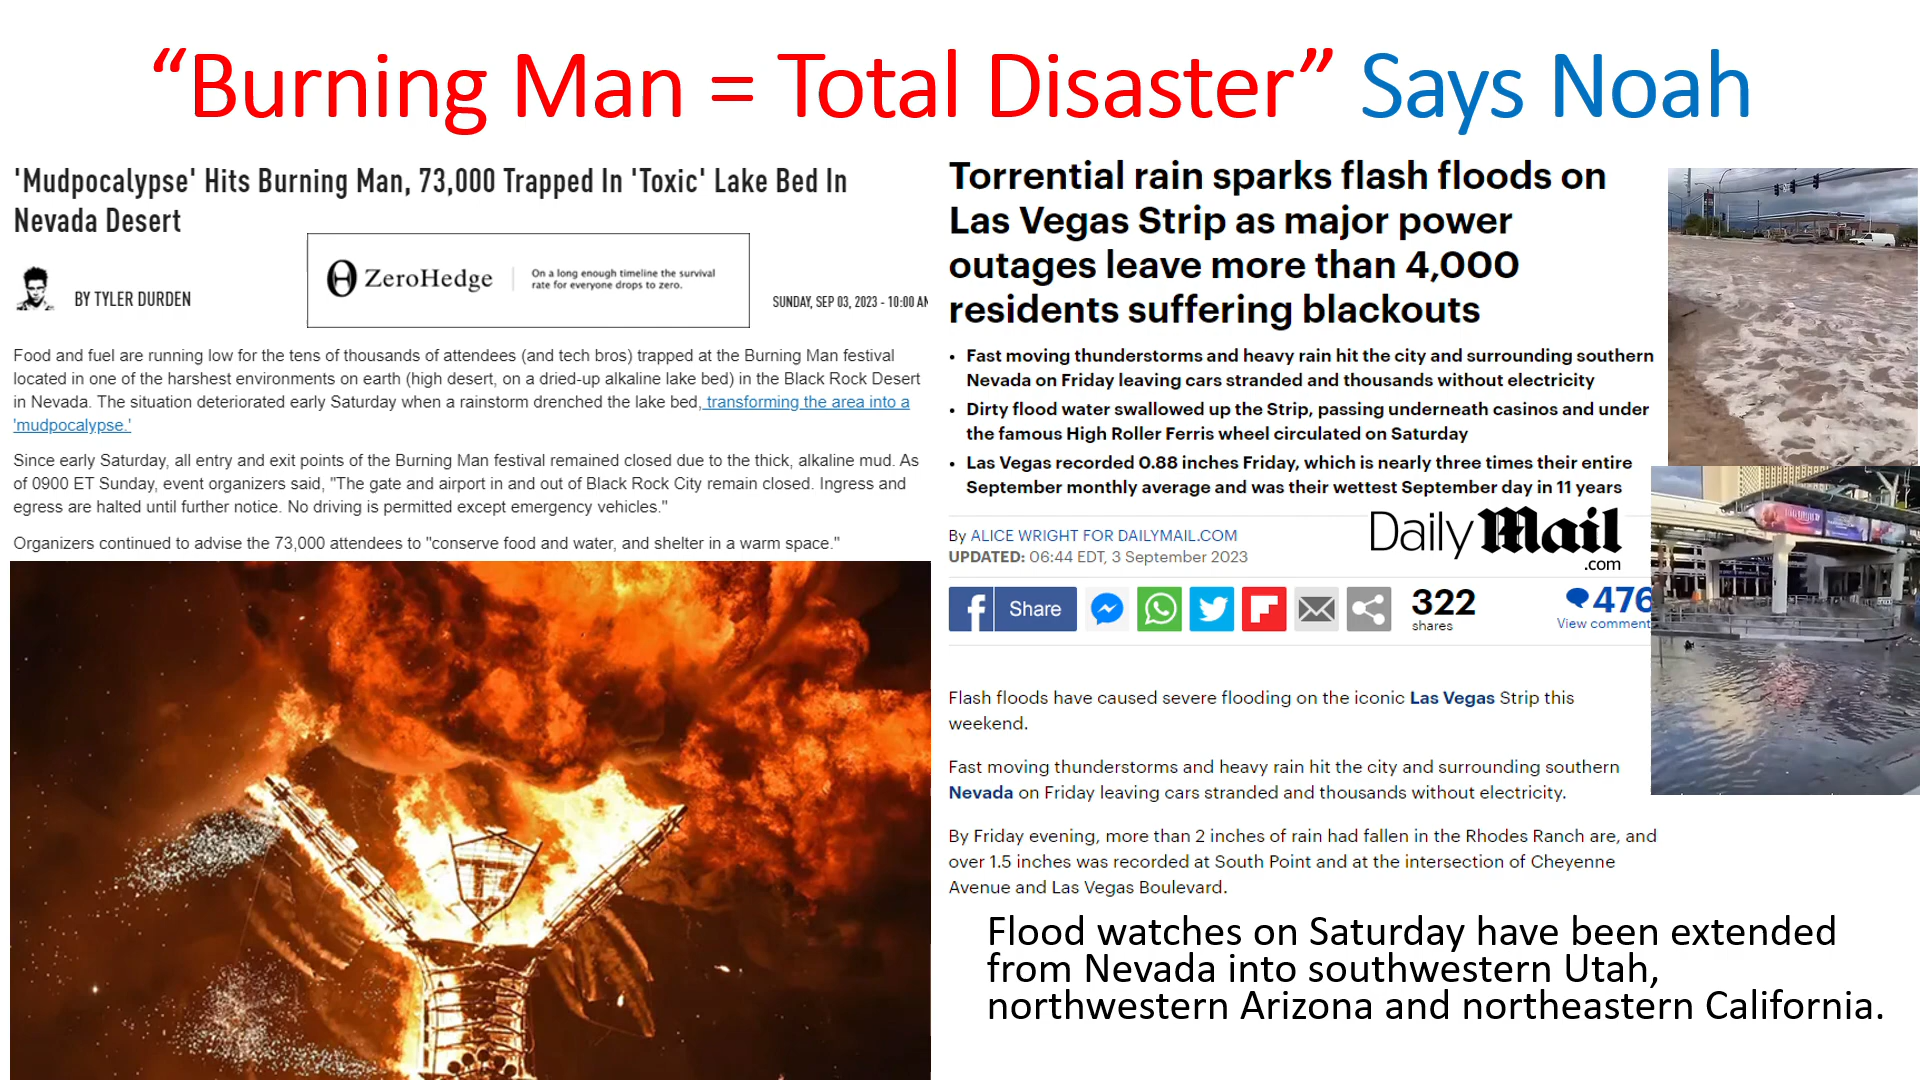 “Burning Man = Total Disaster” Says Noah
'Mudpocalypse' Hits Burning Man, 73,000 Trapped In 'Toxic' Lake Bed In
Nevada Desert
BY TYLER DURDEN
ZeroHedge
On a long enough timeline the survival
rate for everyone drops to zero.
SUNDAY, SEP 03, 2023 - 10:00 AM
Food and fuel are running low for the tens of thousands of attendees (and tech bros) trapped at the Burning Man festival
located in one of the harshest environments on earth (high desert, on a dried-up alkaline lake bed) in the Black Rock Desert
in Nevada. The situation deteriorated early Saturday when a rainstorm drenched the lake bed, transforming the area into a
'mudpocalypse.'
Since early Saturday, all entry and exit points of the Burning Man festival remained closed due to the thick, alkaline mud. As
of 0900 ET Sunday, event organizers said, "The gate and airport in and out of Black Rock City remain closed. Ingress and
egress are halted until further notice. No driving is permitted except emergency vehicles."
Organizers continued to advise the 73,000 attendees to "conserve food and water, and shelter in a warm space."
Torrential rain sparks flash floods on
Las Vegas Strip as major power
outages leave more than 4,000
residents suffering blackouts
• Fast moving thunderstorms and heavy rain hit the city and surrounding southern
Nevada on Friday leaving cars stranded and thousands without electricity
• Dirty flood water swallowed up the Strip, passing underneath casinos and under
the famous High Roller Ferris wheel circulated on Saturday
• Las Vegas recorded 0.88 inches Friday, which is nearly three times their entire
September monthly average and was their wettest September day in 11 years
By ALICE WRIGHT FOR DAILYMAIL.COM
UPDATED: 06:44 EDT, 3 September 2023
Daily Mail
.com
f Share
322
shares
476
View comment
Flash floods have caused severe flooding on the iconic Las Vegas Strip this
weekend.
Fast moving thunderstorms and heavy rain hit the city and surrounding southern
Nevada on Friday leaving cars stranded and thousands without electricity.
By Friday evening, more than 2 inches of rain had fallen in the Rhodes Ranch are, and
over 1.5 inches was recorded at South Point and at the intersection of Cheyenne
Avenue and Las Vegas Boulevard.
Flood watches on Saturday have been extended
from Nevada into southwestern Utah,
northwestern Arizona and northeastern California.